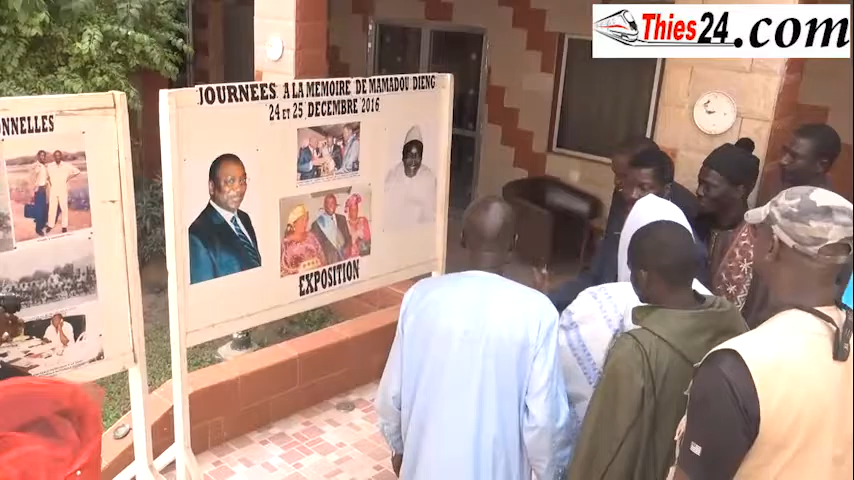 Thies24.com
NNELLES
JOURNEES A LA MEMOIRE DE MAMADOU DIENG
24 ET 25 DECEMBRE 2016
EXPOSITION